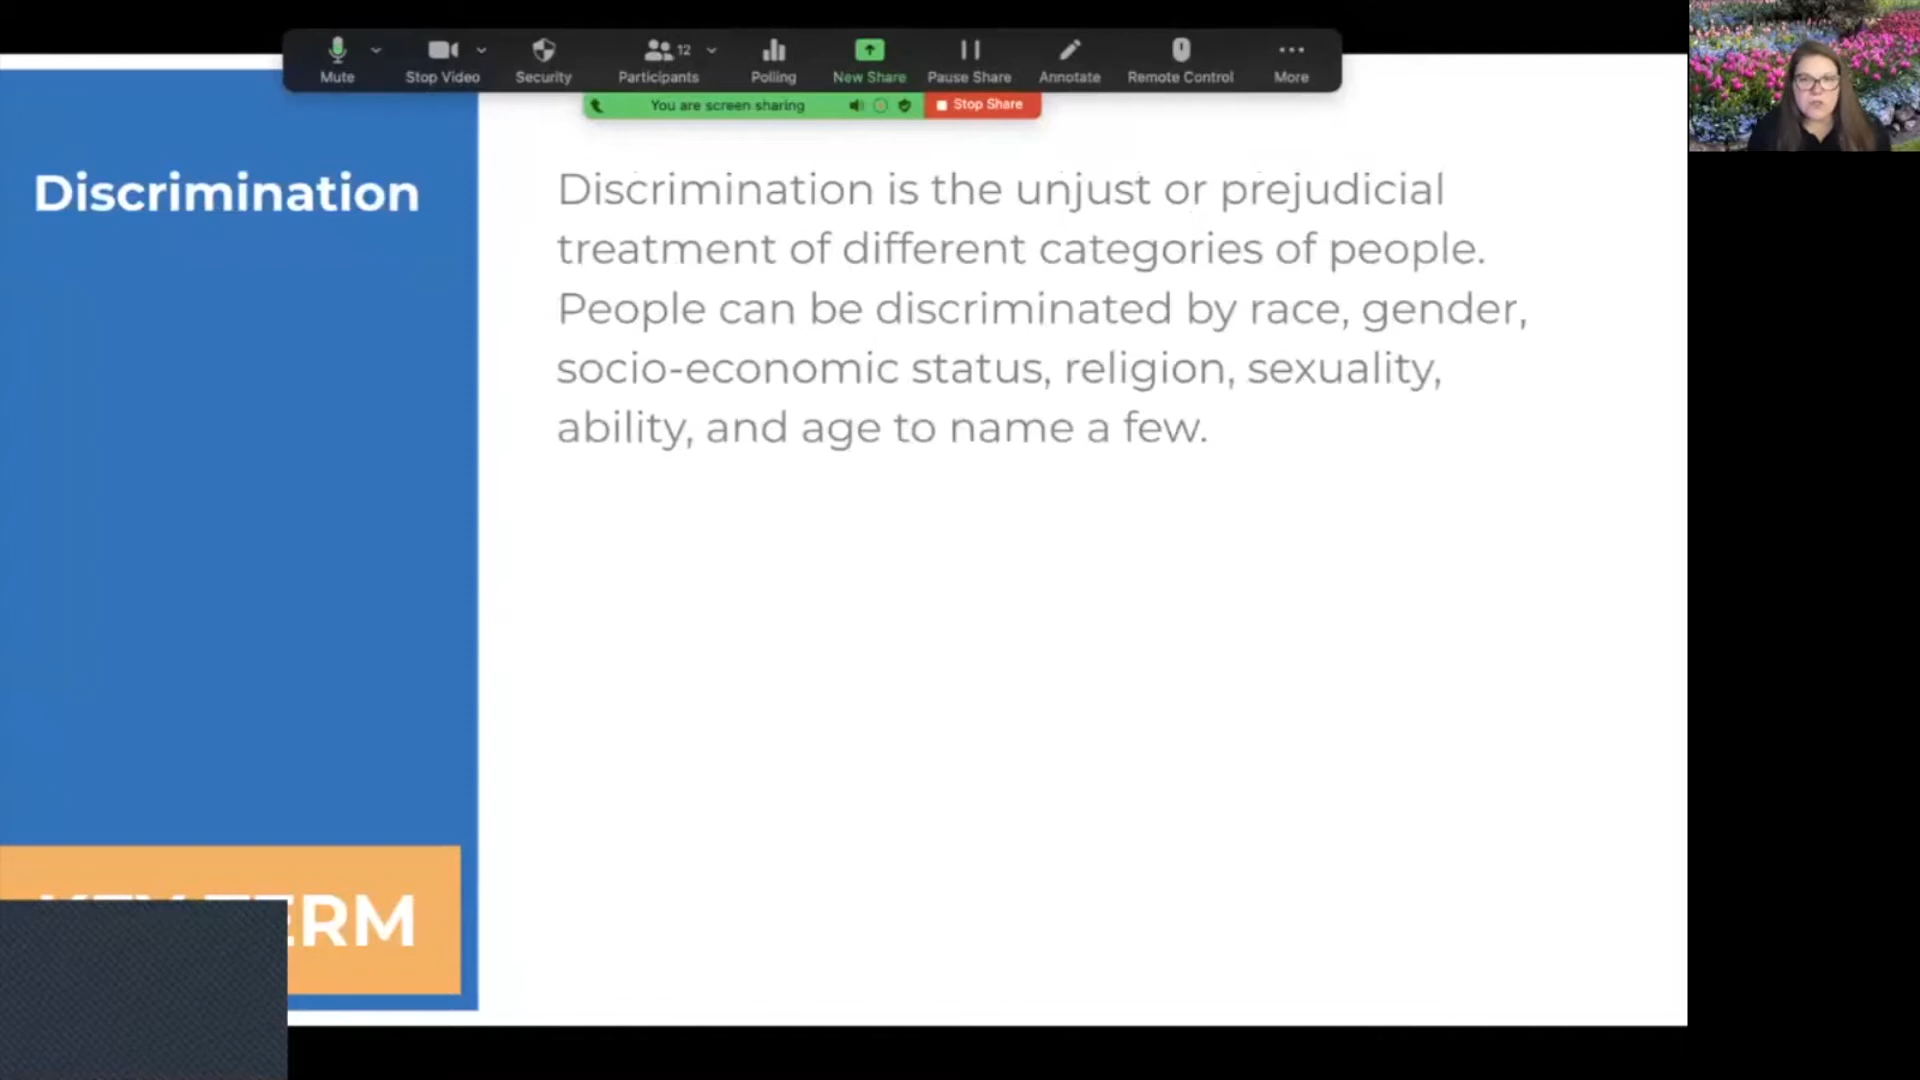 12
Mute
Stop Video
Security
Participants
Polling
New Share
Pause Share
Annotate
Remote Control
More
You are screen sharing
Stop Share
Discrimination
Discrimination is the unjust or prejudicial
treatment of different categories of people.
People can be discriminated by race, gender,
socio-economic status, religion, sexuality,
ability, and age to name a few.
KEY TERM